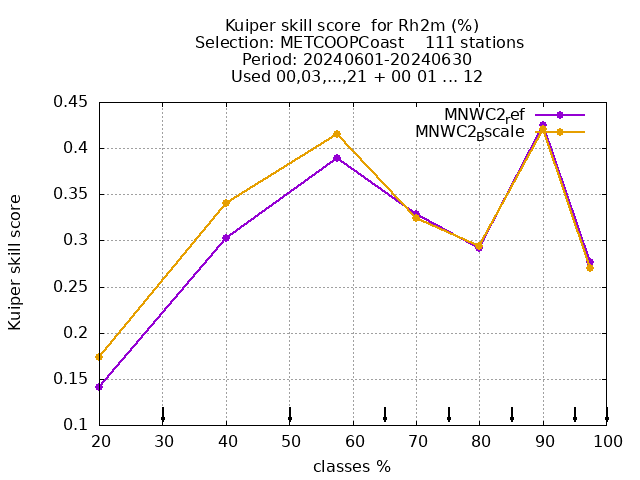 Kuiper skill score  for Rh2m (%)
Selection: METCOOPCoast    111 stations
Period: 20240601-20240630
Used 00,03,...,21 + 00 01 ... 12
MNWC2ref
MNWC2Bscale
0.45
0.4
0.35
0.3
0.25
0.2
0.15
0.1
Kuiper skill score
20 30 40 50 60 70 80 90 100
classes %